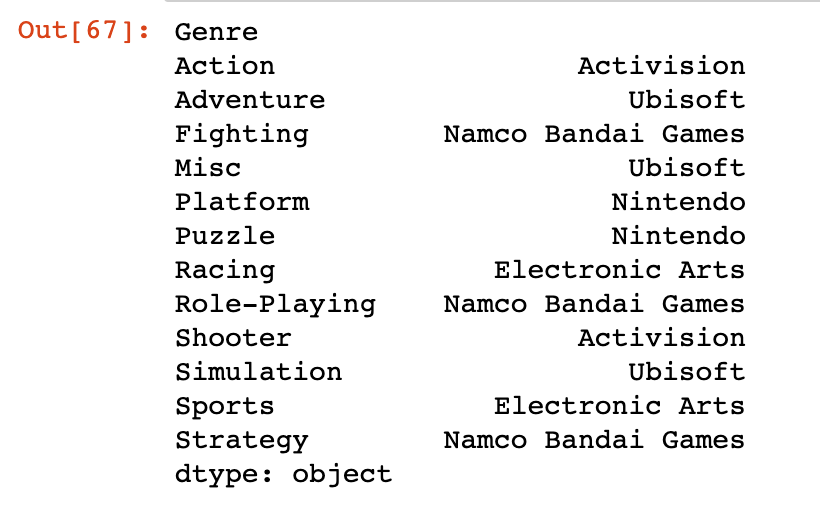 Out[67]: Genre
Action Activision
Adventure Ubisoft
Fighting Namco Bandai Games
Misc Ubisoft
Platform Nintendo
Puzzle Nintendo
Racing Electronic Arts
Role-Playing Namco Bandai Games
Shooter Activision
Simulation Ubisoft
Sports Electronic Arts
Strategy Namco Bandai Games
dtype: object